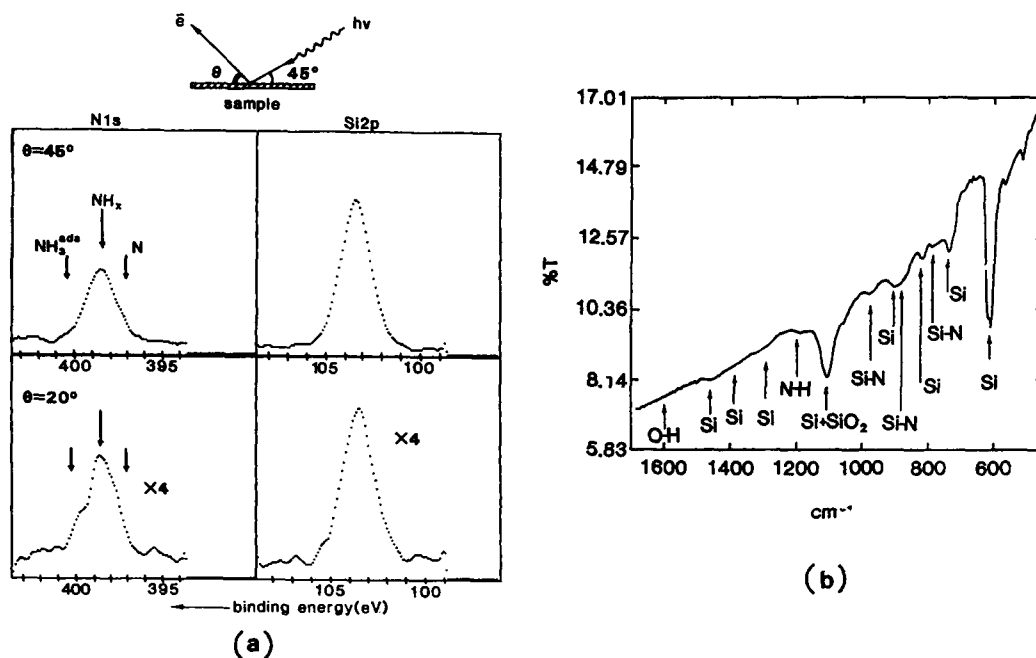 ē
hν
θ
45°
sample
N1s
Si2p
θ=45°
NHₓ
NH₃ᵃᵈˢ
N
400
395
105
100
θ=20°
×4
×4
400
395
105
100
binding energy(eV)
(a)
17.01
14.79
12.57
10.36
8.14
5.83
%T
Si
Si-N
Si
Si-N
Si
Si
N-H
Si
Si
Si
O-H
Si+SiO₂
Si-N
1600
1400
1200
1000
800
600
cm⁻¹
(b)